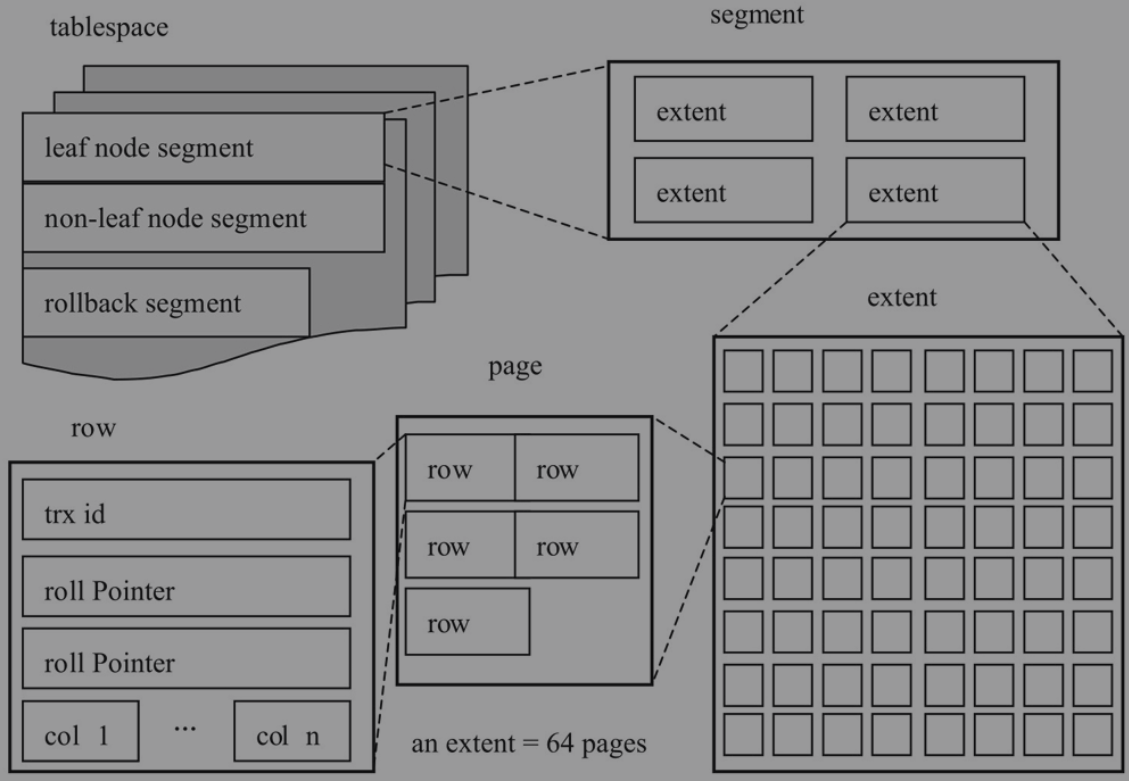 tablespace
segment
leaf node segment
non-leaf node segment
rollback segment
extent
extent
extent
extent
extent
page
row
row
row
row
row
row
trx id
roll Pointer
roll Pointer
col 1 ... col n
an extent = 64 pages